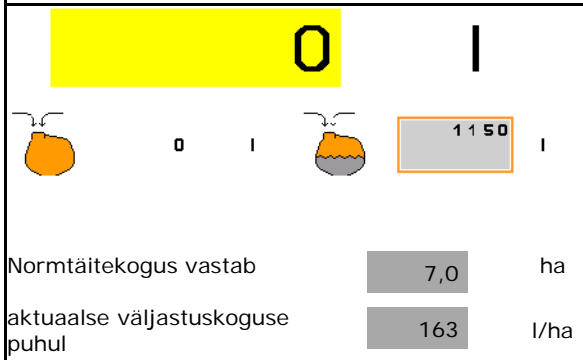 0 l
0 l 1150 l
Normtäitekogus vastab 7,0 ha
aktuaalse väljastuskoguse
puhul 163 l/ha